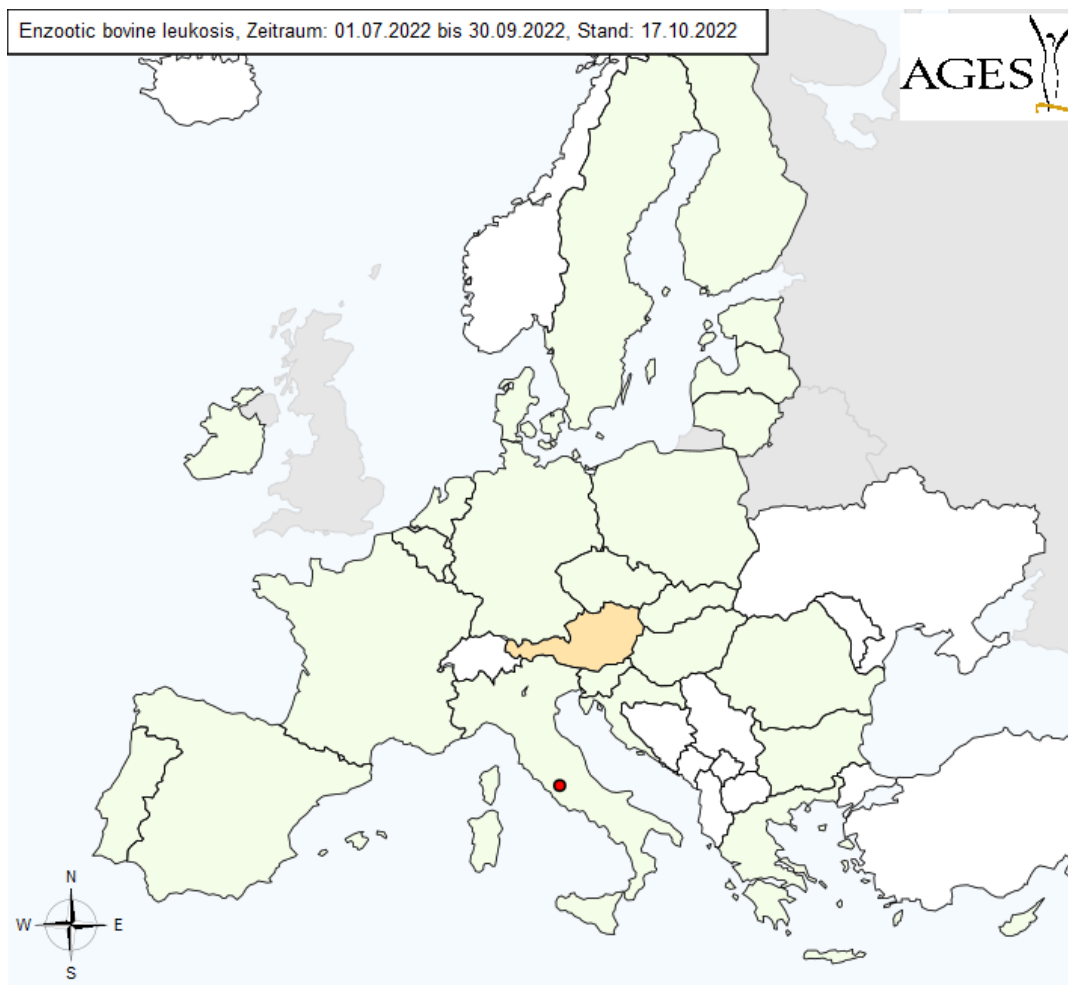 Enzootic bovine leukosis, Zeitraum: 01.07.2022 bis 30.09.2022, Stand: 17.10.2022
AGES
N
W E
S